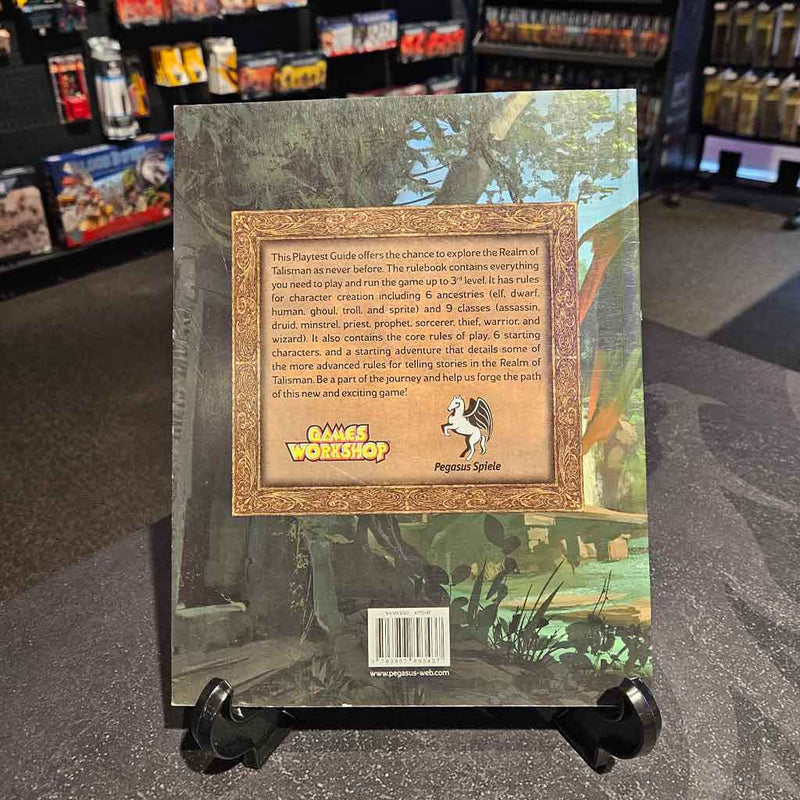 This Playtest Guide offers the chance to explore the Realm of
Talisman as never before. The rulebook contains everything
you need to play and run the game up to 3rd level. It has rules
for character creation including 6 ancestries (elf, dwarf,
human, ghoul, troll, and sprite) and 9 classes (assassin,
druid, minstrel, priest, prophet, sorcerer, thief, warrior, and
wizard). It also contains the core rules of play, 6 starting
characters, and a starting adventure that details some of
the more advanced rules for telling stories in the Realm of
Talisman. Be a part of the journey and help us forge the path
of this new and exciting game!
GAMES
WORKSHOP
Pegasus Spiele
www.pegasus-web.com